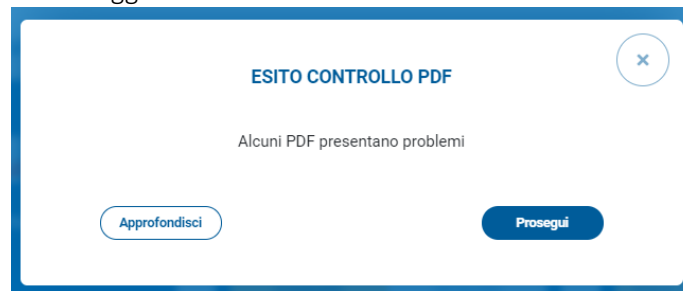 ESITO CONTROLLO PDF
Alcuni PDF presentano problemi
Approfondisci
Prosegui